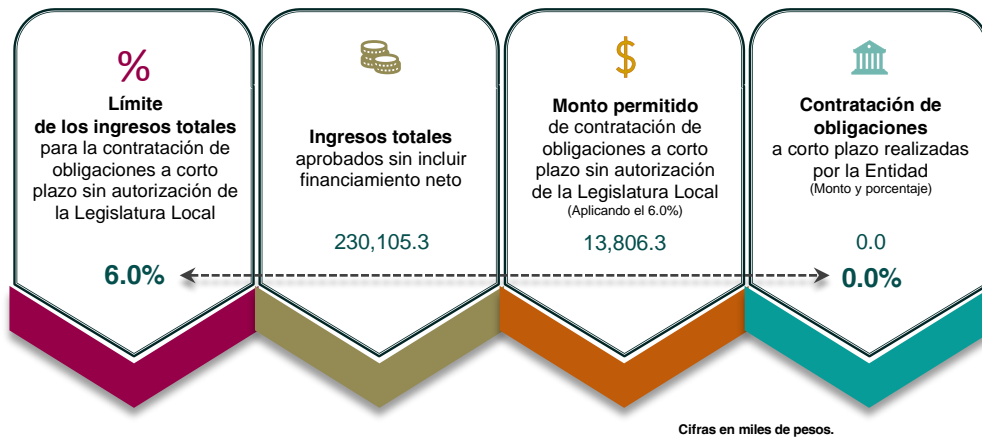 %
Límite
de los ingresos totales
para la contratación de
obligaciones a corto
plazo sin autorización de
la Legislatura Local
6.0%
Ingresos totales
aprobados sin incluir
financiamiento neto
230,105.3
$
Monto permitido
de contratación de
obligaciones a corto
plazo sin autorización
de la Legislatura Local
(Aplicando el 6.0%)
13,806.3
Contratación de
obligaciones
a corto plazo realizadas
por la Entidad
(Monto y porcentaje)
0.0
0.0%
Cifras en miles de pesos.